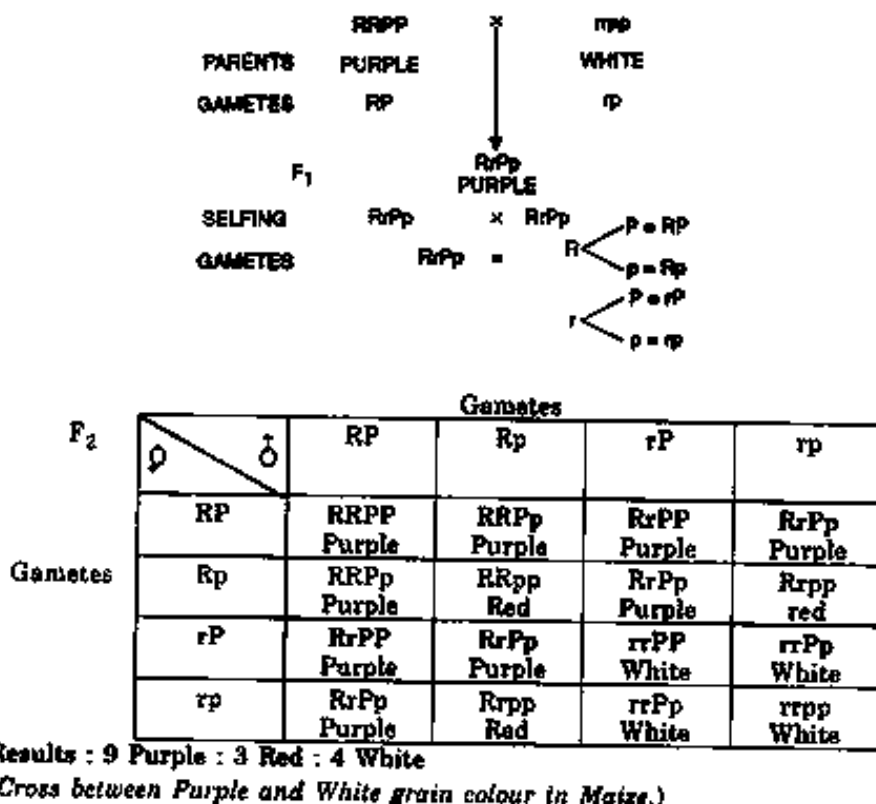 RRPP × rrpp
PARENTS PURPLE WHITE
GAMETES RP rp
F1 RrPp
PURPLE
SELFING RrPp × RrPp
GAMETES RrPp =
R P = RP
p = Rp
r P = rP
p = rp
Gametes
F2 ♀ ♂ RP Rp rP rp
RP RRPP RRPp RrPP RrPp
Purple Purple Purple Purple
Gametes Rp RRPp RRpp RrPp Rrpp
Purple Red Purple red
rP RrPP RrPp rrPP rrPp
Purple Purple White White
rp RrPp Rrpp rrPp rrpp
Purple Red White White
Results : 9 Purple : 3 Red : 4 White
Cross between Purple and White grain colour in Maize.)